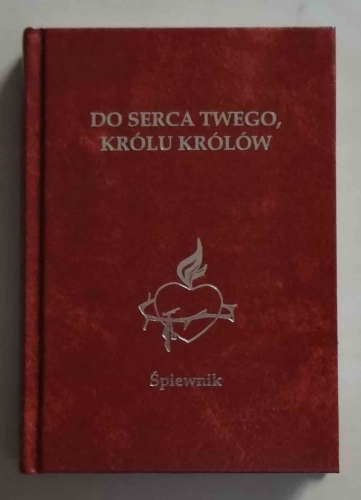 DO SERCA TWEGO,
KRÓLU KRÓLÓW
Śpiewnik